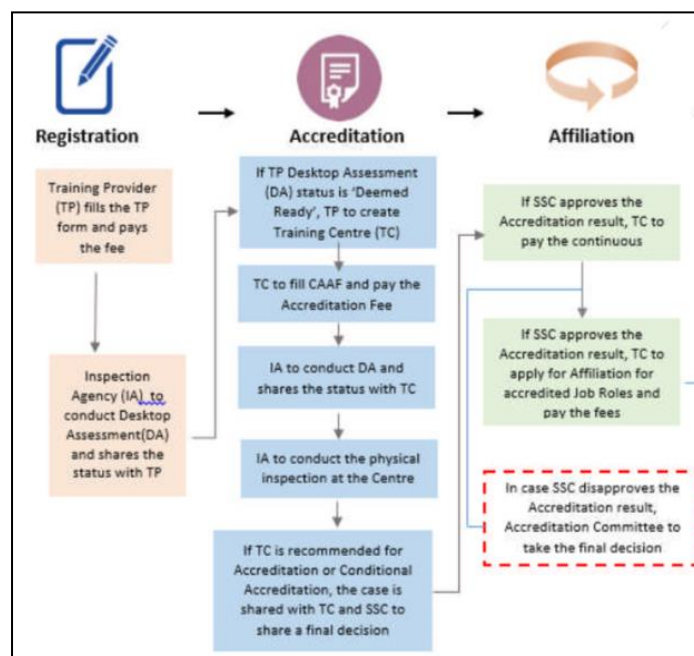 Registration
Accreditation
Affiliation
Training Provider
(TP) fills the TP
form and pays
the fee
Inspection
Agency (IA) to
conduct Desktop
Assessment(DA)
and shares the
status with TP
If TP Desktop Assessment
(DA) status is ‘Deemed
Ready’, TP to create
Training Centre (TC)
TC to fill CAAF and pay the
Accreditation Fee
IA to conduct DA and
shares the status with TC
IA to conduct the physical
inspection at the Centre
If TC is recommended for
Accreditation or Conditional
Accreditation, the case is
shared with TC and SSC to
share a final decision
If SSC approves the
Accreditation result, TC to
pay the continuous
If SSC approves the
Accreditation result, TC to
apply for Affiliation for
accredited Job Roles and
pay the fees
In case SSC disapproves the
Accreditation result,
Accreditation Committee to
take the final decision